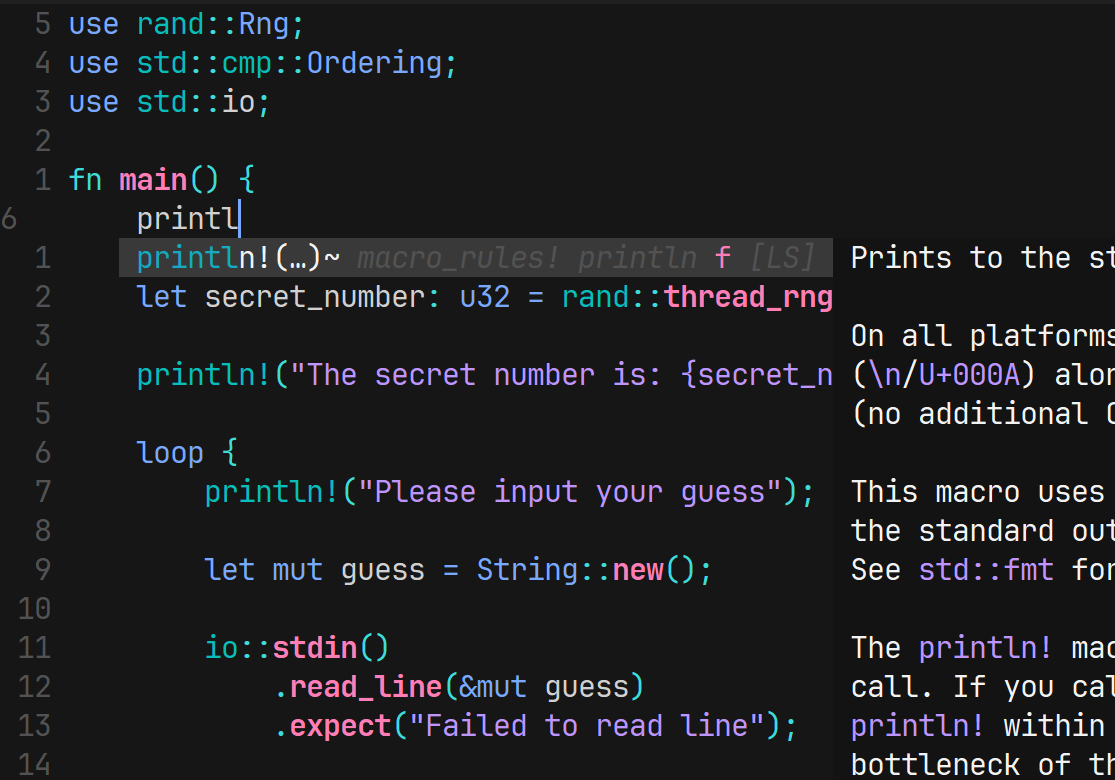 5 use rand::Rng;
4 use std::cmp::Ordering;
3 use std::io;
2
1 fn main() {
6 printl
1 println!(…)~ macro_rules! println f [LS] Prints to the st
2 let secret_number: u32 = rand::thread_rng
3 On all platforms
4 println!("The secret number is: {secret_n (\n/U+000A) alon
5 (no additional
6 loop {
7 println!("Please input your guess"); This macro uses
8 the standard out
9 let mut guess = String::new(); See std::fmt for
10
11 io::stdin() The println! mac
12 .read_line(&mut guess) call. If you cal
13 .expect("Failed to read line"); println! within
14 bottleneck of th